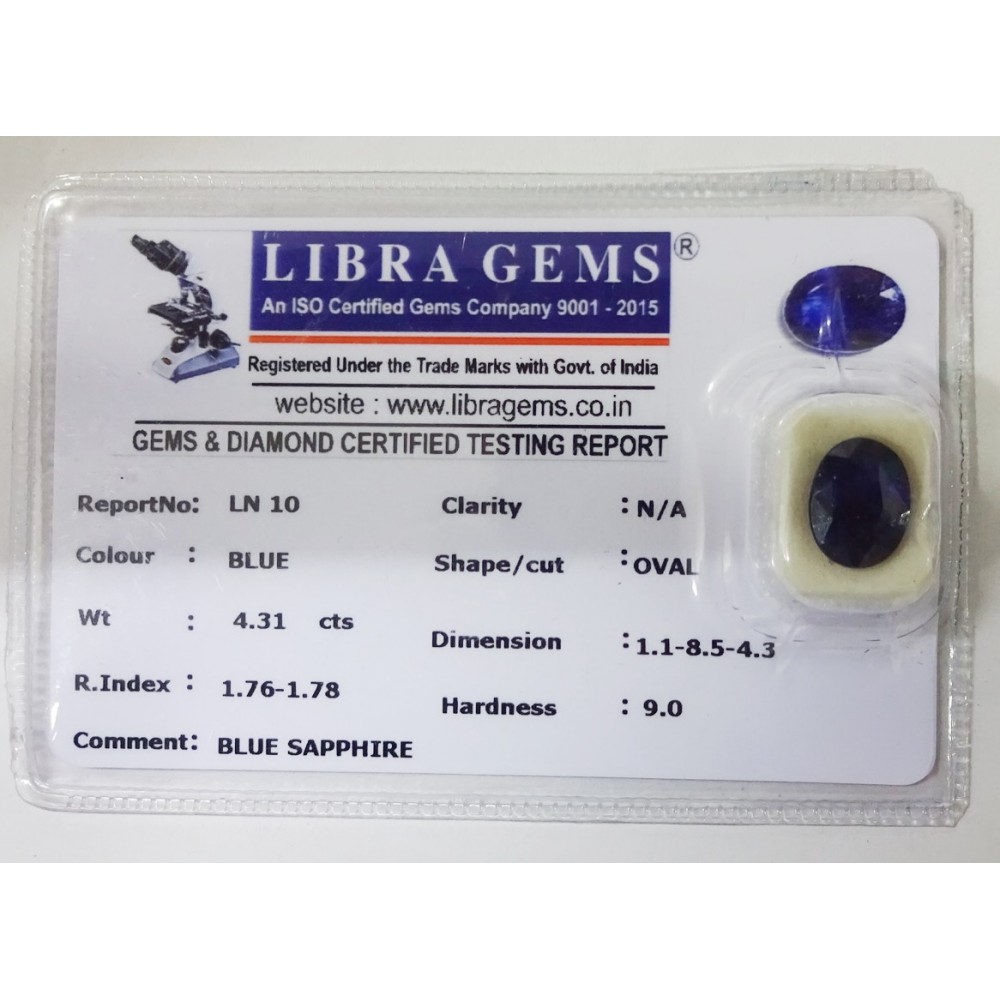 LIBRA GEMS ®
An ISO Certified Gems Company 9001 - 2015
Registered Under the Trade Marks with Govt. of India
website : www.libragems.co.in
GEMS & DIAMOND CERTIFIED TESTING REPORT
ReportNo: LN 10 Clarity : N/A
Colour : BLUE Shape/cut : OVAL
Wt : 4.31 cts Dimension : 1.1-8.5-4.3
R.Index : 1.76-1.78 Hardness : 9.0
Comment: BLUE SAPPHIRE